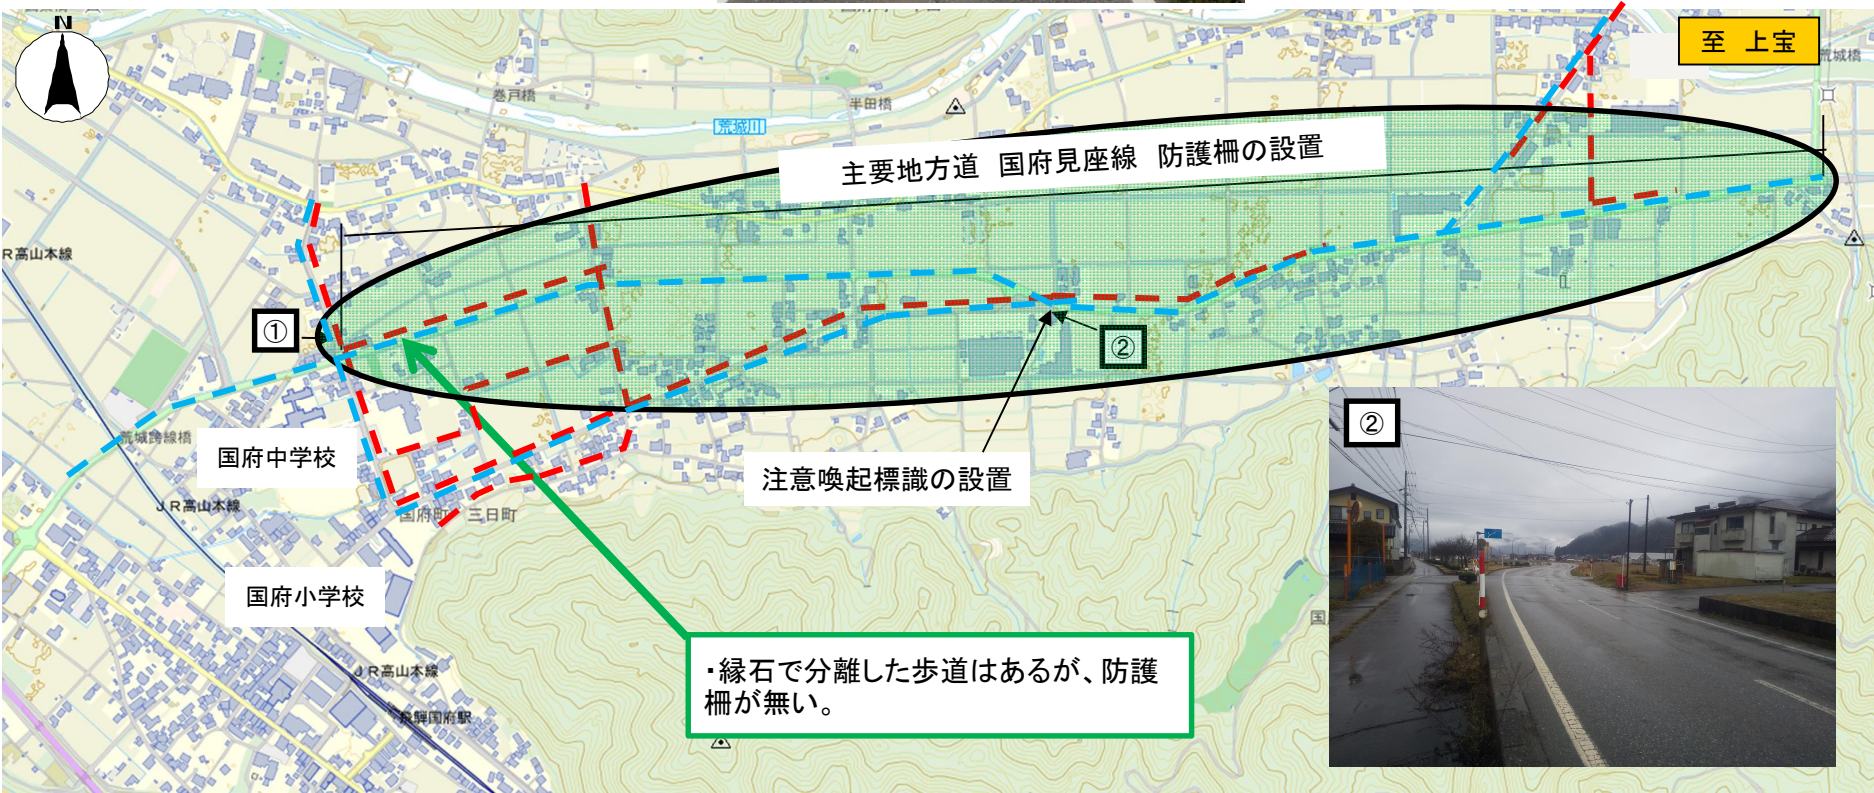 N
至 上宝
荒城橋
巻戸橋
半田橋
荒城川
主要地方道 国府見座線 防護柵の設置
R高山本線
①
②
荒城跨線橋
国府中学校
注意喚起標識の設置
②
JR高山本線
国府町 三日町
国府小学校
国
・縁石で分離した歩道はあるが、防護
柵が無い。
JR高山本線
飛騨国府駅